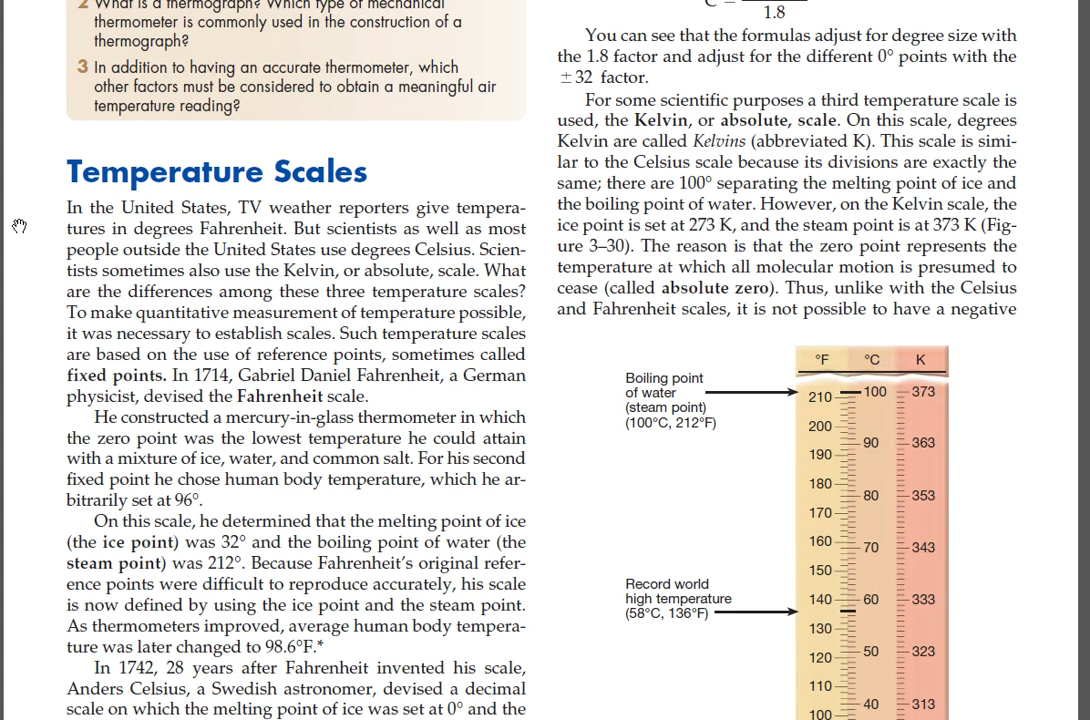 2 What is a thermograph? Which type of mechanical
thermometer is commonly used in the construction of a
thermograph?
3 In addition to having an accurate thermometer, which
other factors must be considered to obtain a meaningful air
temperature reading?
Temperature Scales
In the United States, TV weather reporters give tempera-
tures in degrees Fahrenheit. But scientists as well as most
people outside the United States use degrees Celsius. Scien-
tists sometimes also use the Kelvin, or absolute, scale. What
are the differences among these three temperature scales?
To make quantitative measurement of temperature possible,
it was necessary to establish scales. Such temperature scales
are based on the use of reference points, sometimes called
fixed points. In 1714, Gabriel Daniel Fahrenheit, a German
physicist, devised the Fahrenheit scale.
He constructed a mercury-in-glass thermometer in which
the zero point was the lowest temperature he could attain
with a mixture of ice, water, and common salt. For his second
fixed point he chose human body temperature, which he ar-
bitrarily set at 96°.
On this scale, he determined that the melting point of ice
(the ice point) was 32° and the boiling point of water (the
steam point) was 212°. Because Fahrenheit's original refer-
ence points were difficult to reproduce accurately, his scale
is now defined by using the ice point and the steam point.
As thermometers improved, average human body tempera-
ture was later changed to 98.6°F.*
In 1742, 28 years after Fahrenheit invented his scale,
Anders Celsius, a Swedish astronomer, devised a decimal
scale on which the melting point of ice was set at 0° and the
1.8
You can see that the formulas adjust for degree size with
the 1.8 factor and adjust for the different 0° points with the
±32 factor.
For some scientific purposes a third temperature scale is
used, the Kelvin, or absolute, scale. On this scale, degrees
Kelvin are called Kelvins (abbreviated K). This scale is simi-
lar to the Celsius scale because its divisions are exactly the
same; there are 100° separating the melting point of ice and
the boiling point of water. However, on the Kelvin scale, the
ice point is set at 273 K, and the steam point is at 373 K (Fig-
ure 3–30). The reason is that the zero point represents the
temperature at which all molecular motion is presumed to
cease (called absolute zero). Thus, unlike with the Celsius
and Fahrenheit scales, it is not possible to have a negative
°F °C K
Boiling point
of water
(steam point)
(100°C, 212°F)
210 100 373
200
90 363
190
180
80 353
170
160
70 343
150
Record world
high temperature
(58°C, 136°F)
140 60 333
130
120 50 323
110
40 313
100